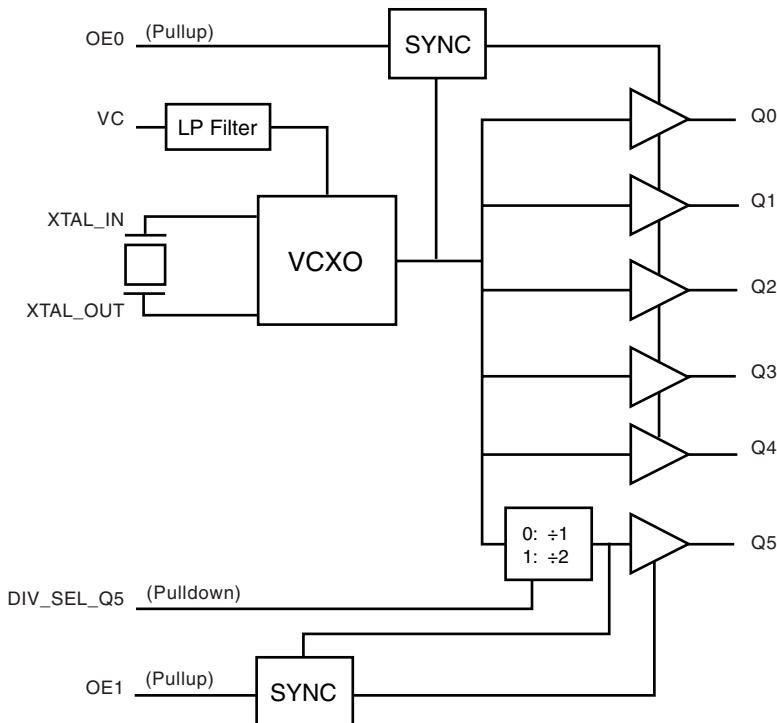 OE0 (Pullup)
SYNC
Q0
VC
LP Filter
Q1
XTAL_IN
VCXO
Q2
XTAL_OUT
Q3
Q4
0: ÷1
1: ÷2
Q5
DIV_SEL_Q5 (Pulldown)
OE1 (Pullup)
SYNC